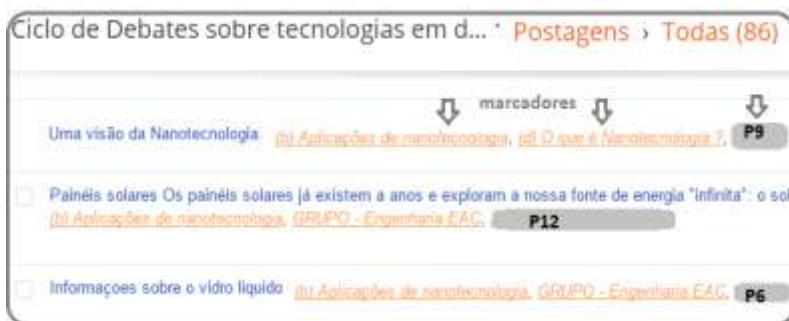 Ciclo de Debates sobre tecnologias em d... · Postagens › Todas (86)
marcadores
Uma visão da Nanotecnologia (b) Aplicações de nanotecnologia, (d) O que é Nanotecnologia ?, P9
Painéis solares Os painéis solares já existem a anos e exploram a nossa fonte de energia "infinita": o sol
(b) Aplicações de nanotecnologia, GRUPO - Engenharia EAC, P12
Informaçoes sobre o vidro liquido (b) Aplicações de nanotecnologia, GRUPO - Engenharia EAC, P6